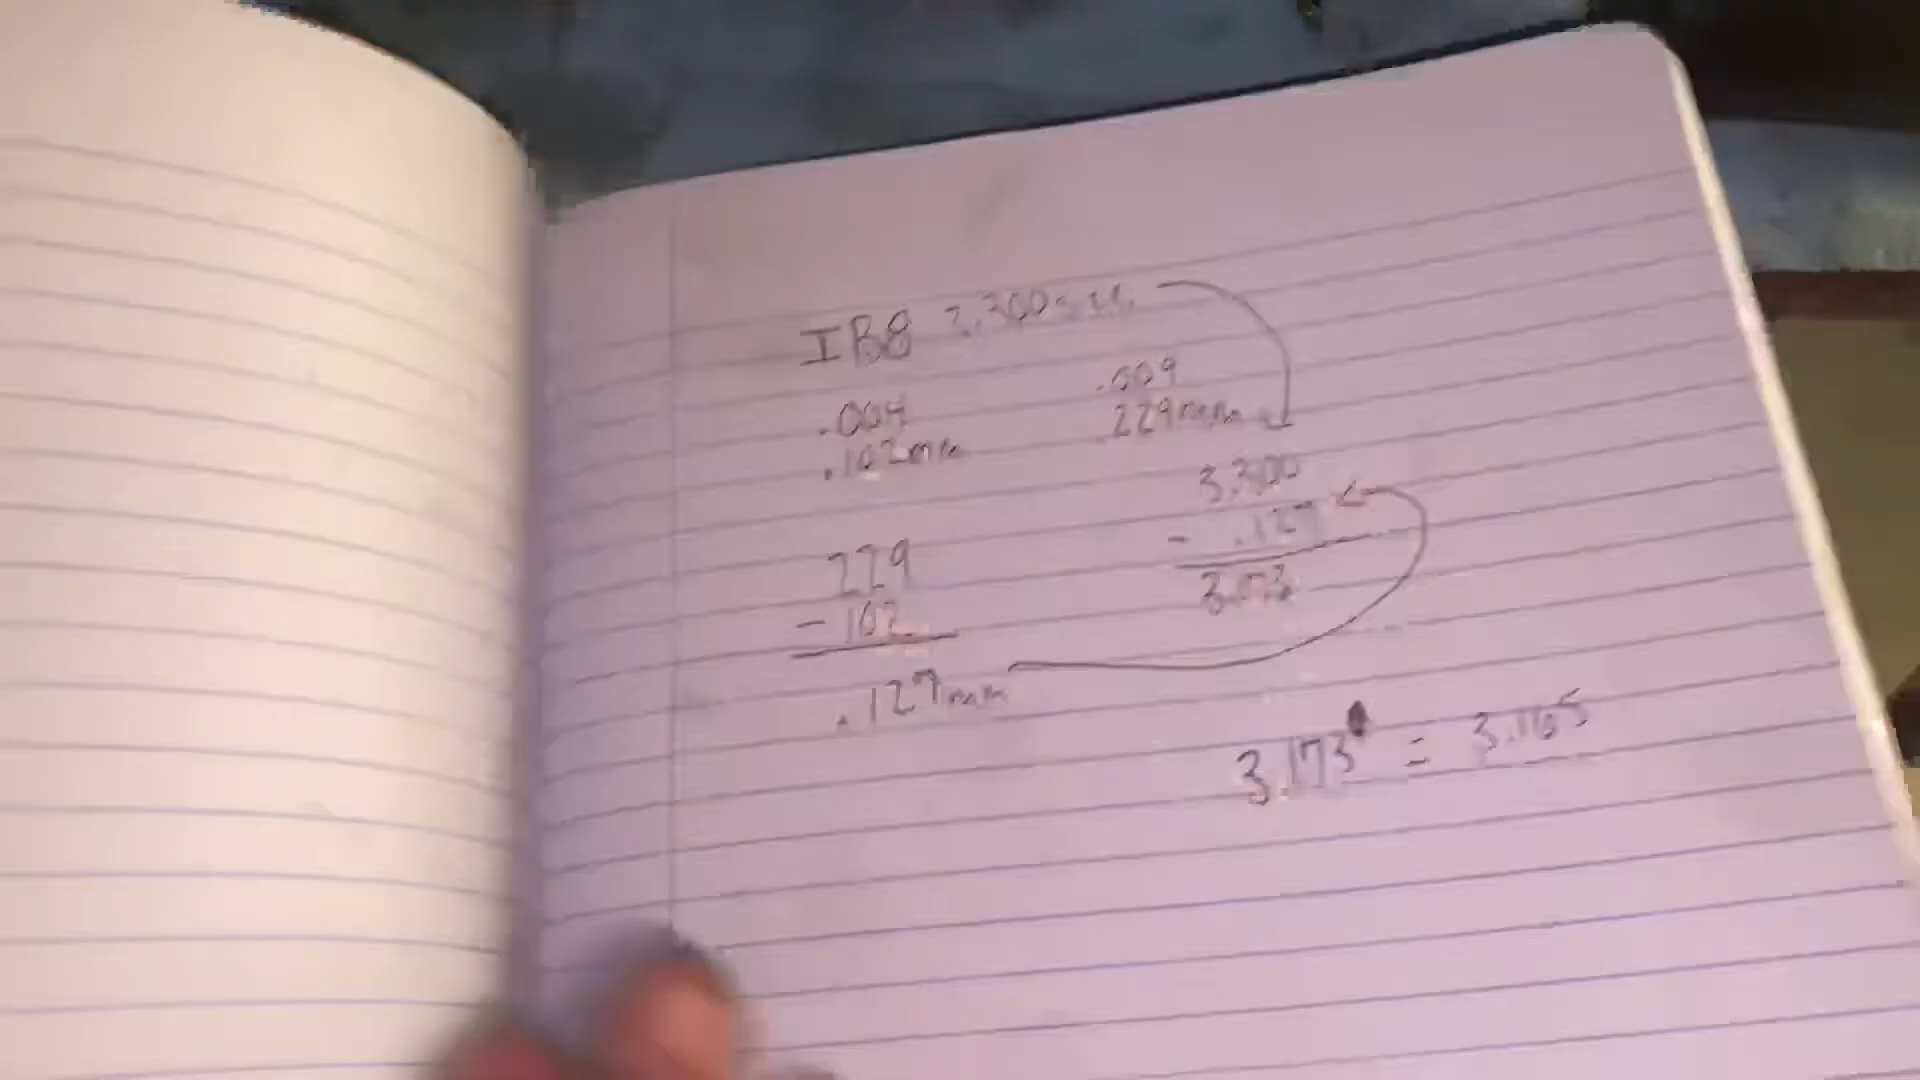 IB8 3.300
.004
.102mm
.009
229mm
3.300
- .127
3.173
229
- 102
.127mm
3.173 = 3.165